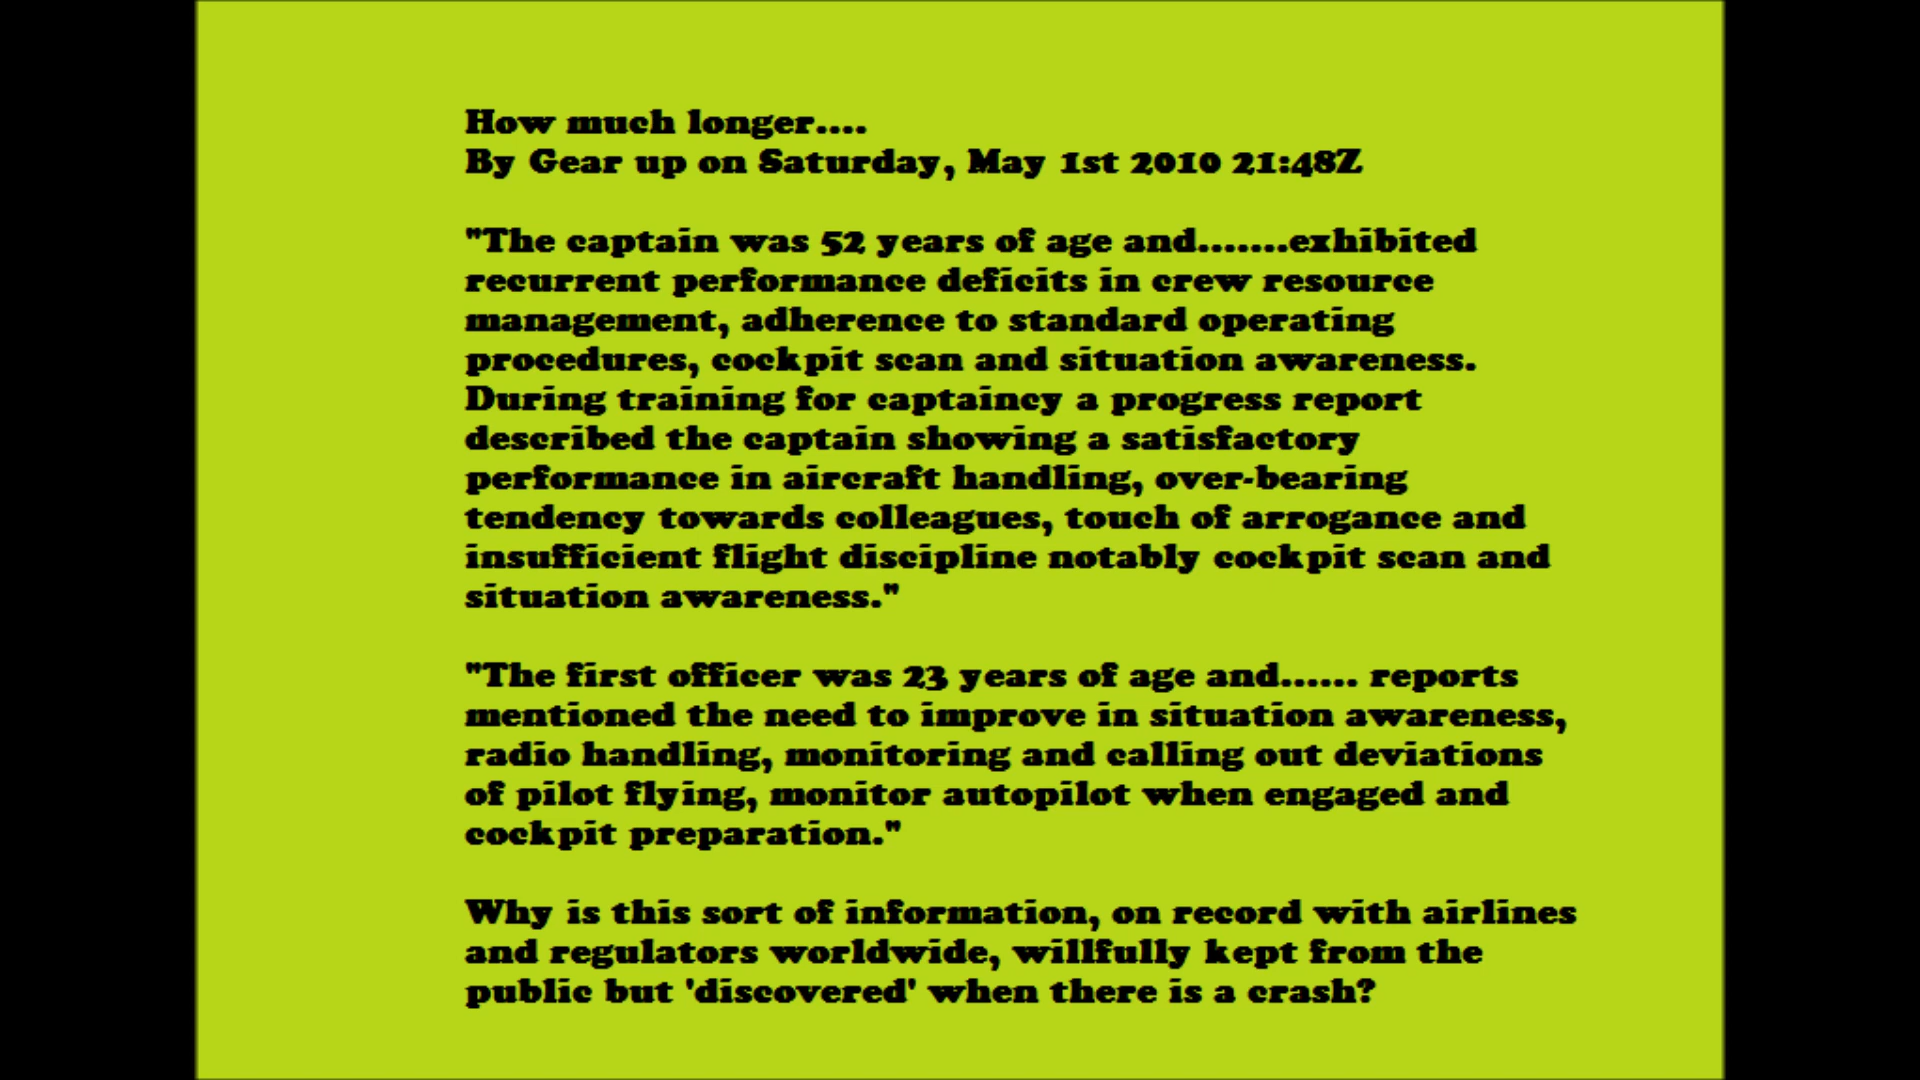 How much longer....
By Gear up on Saturday, May 1st 2010 21:48Z
"The captain was 52 years of age and.......exhibited
recurrent performance deficits in crew resource
management, adherence to standard operating
procedures, cockpit scan and situation awareness.
During training for captaincy a progress report
described the captain showing a satisfactory
performance in aircraft handling, over-bearing
tendency towards colleagues, touch of arrogance and
insufficient flight discipline notably cockpit scan and
situation awareness."
"The first officer was 23 years of age and...... reports
mentioned the need to improve in situation awareness,
radio handling, monitoring and calling out deviations
of pilot flying, monitor autopilot when engaged and
cockpit preparation."
Why is this sort of information, on record with airlines
and regulators worldwide, willfully kept from the
public but 'discovered' when there is a crash?